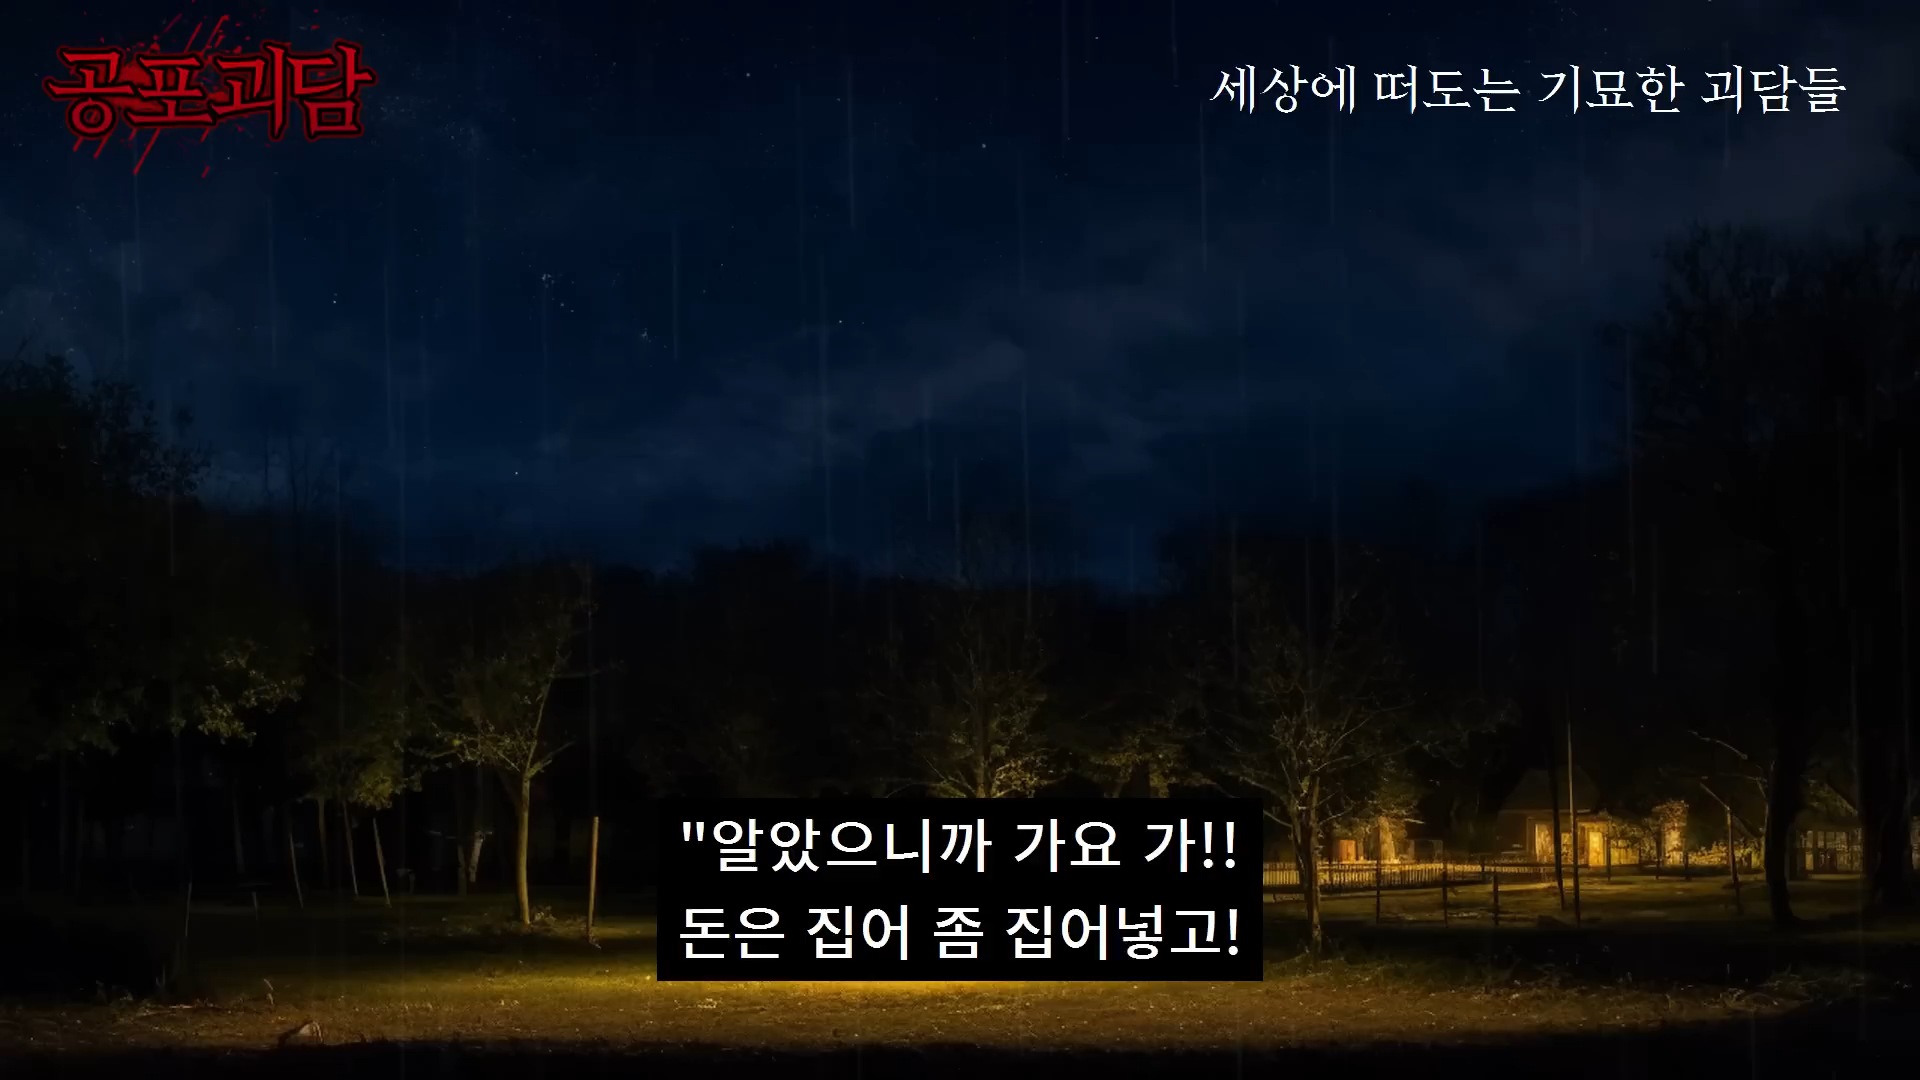 공포괴담
세상에 떠도는 기묘한 괴담들
"알았으니까 가요 가!!
돈은 집어 좀 집어넣고!